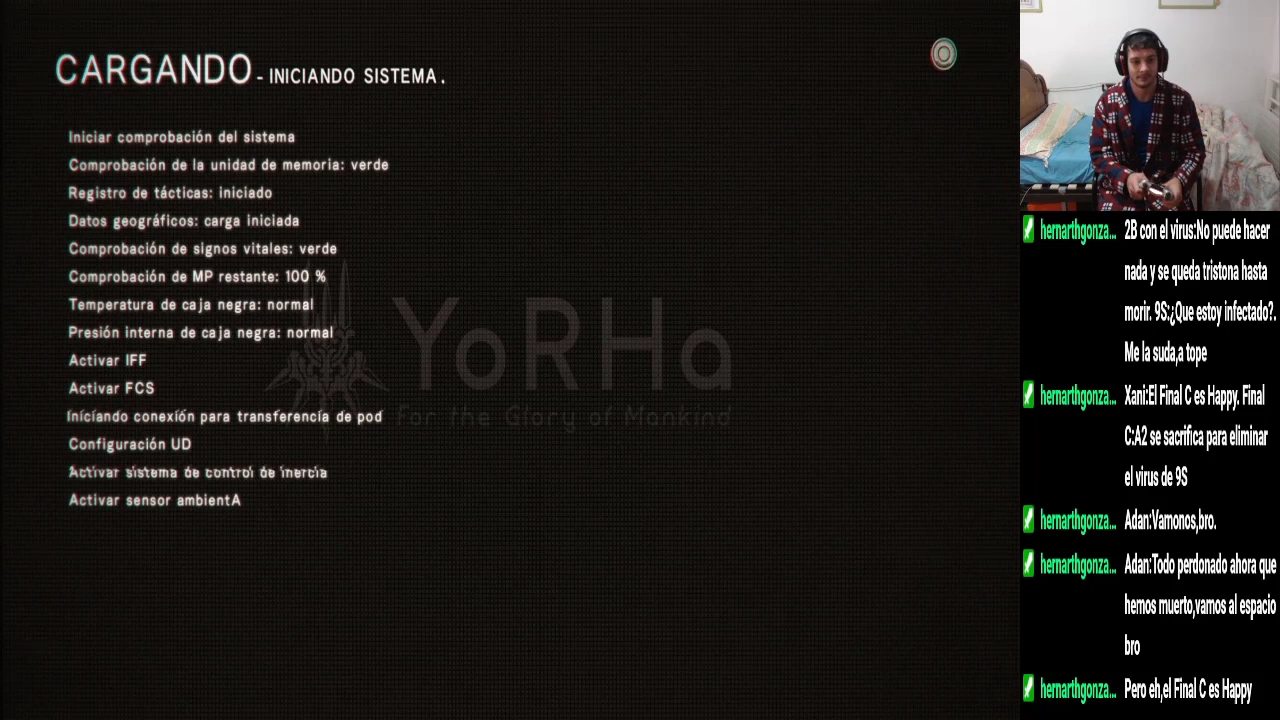 CARGANDO - INICIANDO SISTEMA .
Iniciar comprobación del sistema
Comprobación de la unidad de memoria: verde
Registro de tácticas: iniciado
Datos geográficos: carga iniciada
Comprobación de signos vitales: verde
Comprobación de MP restante: 100 %
Temperatura de caja negra: normal
Presión interna de caja negra: normal
Activar IFF
Activar FCS
Iniciando conexión para transferencia de pod
Configuración UD
Activar sistema de control de inercia
Activar sensor ambientA
YoRHa
For the Glory of Mankind
hernarthgonza... 2B con el virus:No puede hacer
nada y se queda tristona hasta
morir. 9S:¿Que estoy infectado?.
Me la suda,a tope
hernarthgonza... Xani:El Final C es Happy. Final
C:A2 se sacrifica para eliminar
el virus de 9S
hernarthgonza... Adan:Vamonos,bro.
hernarthgonza... Adan:Todo perdonado ahora que
hemos muerto,vamos al espacio
bro
hernarthgonza... Pero eh,el Final C es Happy